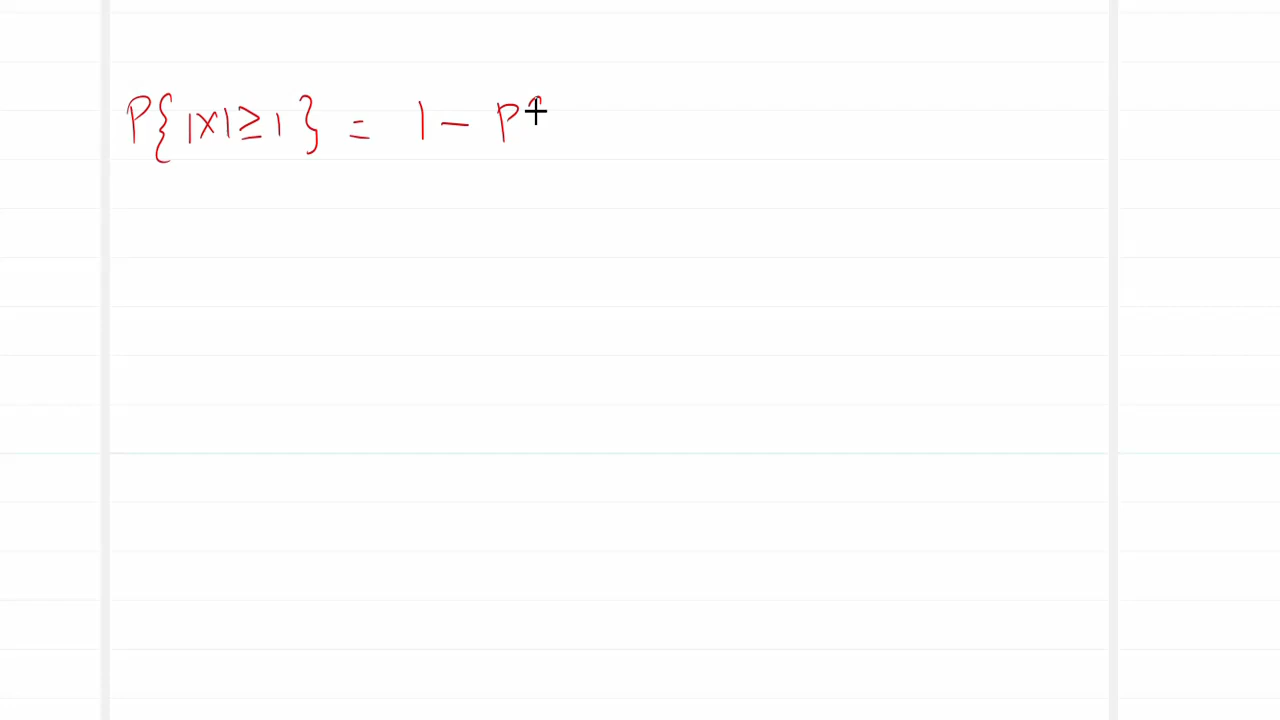 P{|X|≥1} = 1 - P{